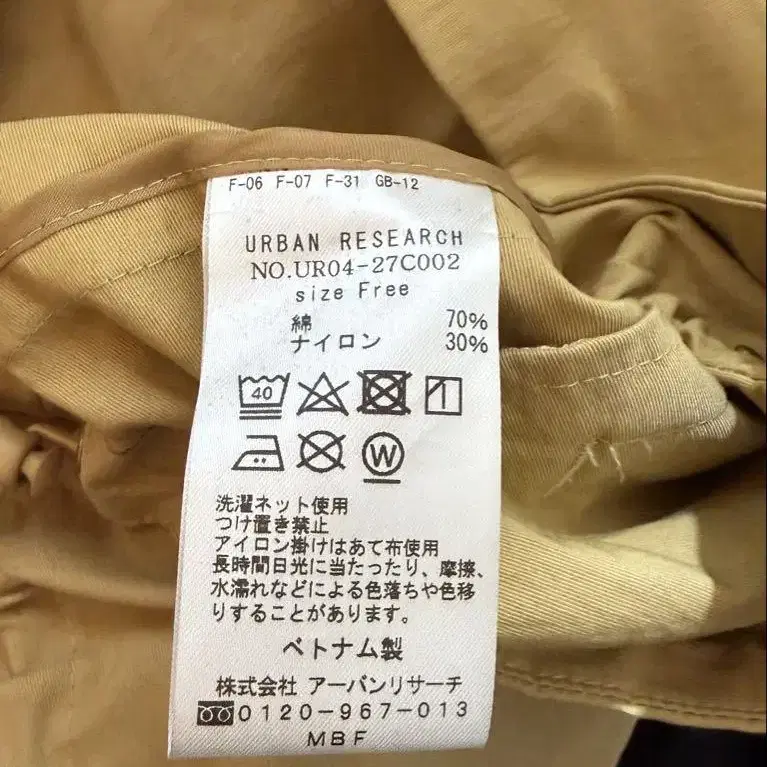 F-06 F-07 F-31 GB-12
URBAN RESEARCH
NO.UR04-27C002
size Free
綿 70%
ナイロン 30%
40
W
洗濯ネット使用
つけ置き禁止
アイロン掛けはあて布使用
長時間日光に当たったり、摩擦、
水濡れなどによる色落ちや色移
りすることがあります。
ベトナム製
株式会社 アーバンリサーチ
0120-967-013
MBF